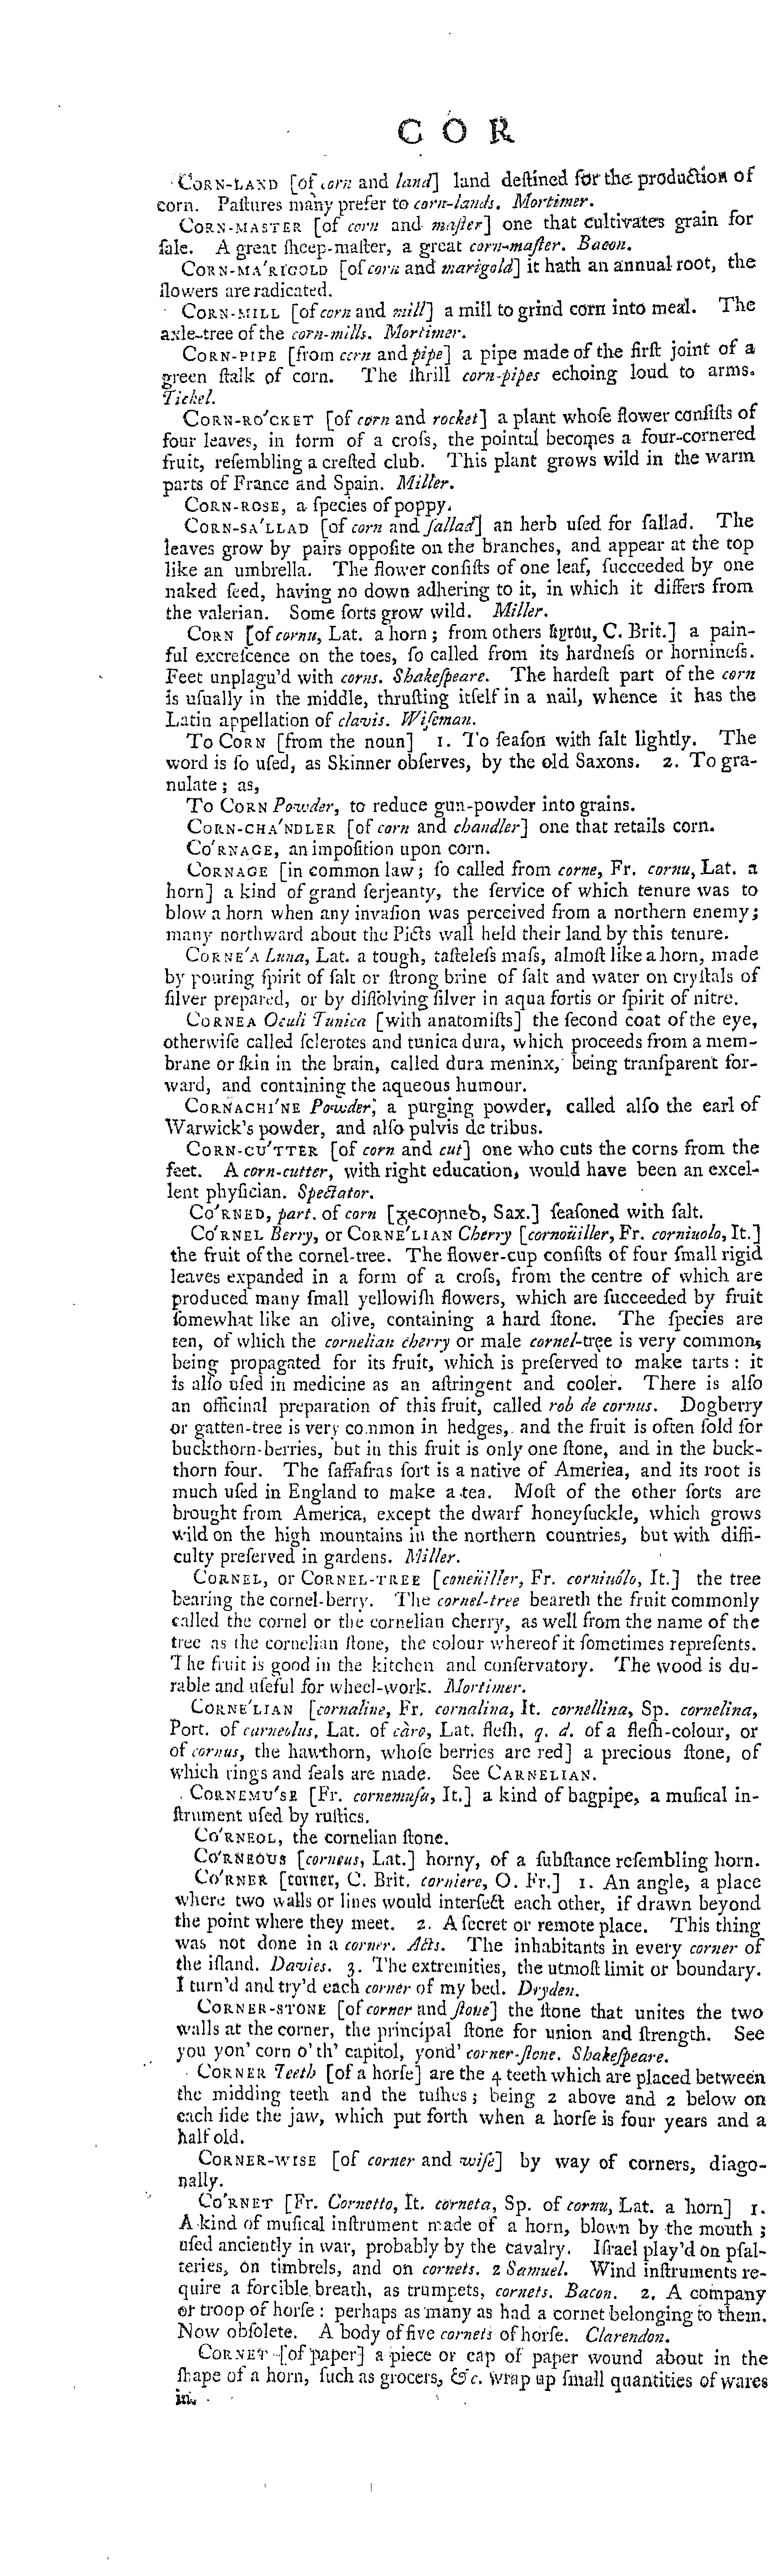 COR
CORN-LAND [of corn and land] land deſtined for the production of
corn. Paſtures many prefer to corn-lands. Mortimer.
CORN-MASTER [of corn and maſter] one that cultivates grain for
ſale. A great ſheep-maſter, a great corn-maſter. Bacon.
CORN-MA'RIGOLD [of corn and marigold] it hath an annual root, the
flowers are radicated.
CORN-MILL [of corn and mill] a mill to grind corn into meal. The
axle-tree of the corn-mills. Mortimer.
CORN-PIPE [from corn and pipe] a pipe made of the firſt joint of a
green ſtalk of corn. The ſhrill corn-pipes echoing loud to arms.
Tickel.
CORN-RO'CKET [of corn and rocket] a plant whoſe flower conſiſts of
four leaves, in form of a croſs, the pointal becomes a four-cornered
fruit, reſembling a creſted club. This plant grows wild in the warm
parts of France and Spain. Miller.
CORN-ROSE, a ſpecies of poppy.
CORN-SA'LLAD [of corn and ſallad] an herb uſed for ſallad. The
leaves grow by pairs oppoſite on the branches, and appear at the top
like an umbrella. The flower conſiſts of one leaf, ſucceeded by one
naked ſeed, having no down adhering to it, in which it differs from
the valerian. Some ſorts grow wild. Miller.
CORN [of cornu, Lat. a horn; from others kyrou, C. Brit.] a pain-
ful excreſcence on the toes, ſo called from its hardneſs or hornineſs.
Feet unplagu'd with corns. Shakeſpeare. The hardeſt part of the corn
is uſually in the middle, thruſting itſelf in a nail, whence it has the
Latin appellation of clavis. Wiſeman.
To CORN [from the noun] 1. To ſeaſon with ſalt lightly. The
word is ſo uſed, as Skinner obſerves, by the old Saxons. 2. To gra-
nulate; as,
To CORN Powder, to reduce gun-powder into grains.
CORN-CHA'NDLER [of corn and chandler] one that retails corn.
CO'RNAGE, an impoſition upon corn.
CORNAGE [in common law; ſo called from corne, Fr. cornu, Lat. a
horn] a kind of grand ſerjeanty, the ſervice of which tenure was to
blow a horn when any invaſion was perceived from a northern enemy;
many northward about the Picts wall held their land by this tenure.
CORNE'A Luna, Lat. a tough, taſteleſs maſs, almoſt like a horn, made
by pouring ſpirit of ſalt or ſtrong brine of ſalt and water on cryſtals of
ſilver prepared, or by diſſolving ſilver in aqua fortis or ſpirit of nitre.
CORNEA Oculi Tunica [with anatomiſts] the ſecond coat of the eye,
otherwiſe called ſclerotes and tunica dura, which proceeds from a mem-
brane or ſkin in the brain, called dura meninx, being tranſparent for-
ward, and containing the aqueous humour.
CORNACHI'NE Powder, a purging powder, called alſo the earl of
Warwick's powder, and alſo pulvis de tribus.
CORN-CU'TTER [of corn and cut] one who cuts the corns from the
feet. A corn-cutter, with right education, would have been an excel-
lent phyſician. Spectator.
CO'RNED, part. of corn [ᵹecoꞃneꝺ, Sax.] ſeaſoned with ſalt.
CO'RNEL Berry, or CORNE'LIAN Cherry [cornoüiller, Fr. corniuolo, It.]
the fruit of the cornel-tree. The flower-cup conſiſts of four ſmall rigid
leaves expanded in a form of a croſs, from the centre of which are
produced many ſmall yellowiſh flowers, which are ſucceeded by fruit
ſomewhat like an olive, containing a hard ſtone. The ſpecies are
ten, of which the cornelian cherry or male cornel-tree is very common,
being propagated for its fruit, which is preſerved to make tarts: it
is alſo uſed in medicine as an aſtringent and cooler. There is alſo
an officinal preparation of this fruit, called rob de cornus. Dogberry
or gatten-tree is very common in hedges, and the fruit is often ſold for
buckthorn-berries, but in this fruit is only one ſtone, and in the buck-
thorn four. The ſaſſafras ſort is a native of America, and its root is
much uſed in England to make a tea. Moſt of the other ſorts are
brought from America, except the dwarf honeyſuckle, which grows
wild on the high mountains in the northern countries, but with diffi-
culty preſerved in gardens. Miller.
CORNEL, or CORNEL-TREE [coneüiller, Fr. corniuólo, It.] the tree
bearing the cornel-berry. The cornel-tree beareth the fruit commonly
called the cornel or the cornelian cherry, as well from the name of the
tree as the cornelian ſtone, the colour whereof it ſometimes repreſents.
The fruit is good in the kitchen and conſervatory. The wood is du-
rable and uſeful for wheel-work. Mortimer.
CORNE'LIAN [cornaline, Fr. cornalina, It. cornellina, Sp. cornelina,
Port. of carneolus, Lat. of cáro, Lat. fleſh, q. d. of a fleſh-colour, or
of cornus, the hawthorn, whoſe berries are red] a precious ſtone, of
which rings and ſeals are made. See CARNELIAN.
CORNEMU'SE [Fr. cornemuſa, It.] a kind of bagpipe, a muſical in-
ſtrument uſed by ruſtics.
CO'RNEOL, the cornelian ſtone.
CO'RNEOUS [corneus, Lat.] horny, of a ſubſtance reſembling horn.
CO'RNER [corner, C. Brit. corniere, O. Fr.] 1. An angle, a place
where two walls or lines would interſect each other, if drawn beyond
the point where they meet. 2. A ſecret or remote place. This thing
was not done in a corner. Acts. The inhabitants in every corner of
the iſland. Davies. 3. The extremities, the utmoſt limit or boundary.
I turn'd and try'd each corner of my bed. Dryden.
CORNER-STONE [of corner and ſtone] the ſtone that unites the two
walls at the corner, the principal ſtone for union and ſtrength. See
you yon' corn o'th' capitol, yond' corner-ſtone. Shakeſpeare.
CORNER Teeth [of a horſe] are the 4 teeth which are placed between
the midding teeth and the tuſhes; being 2 above and 2 below on
each ſide the jaw, which put forth when a horſe is four years and a
half old.
CORNER-WISE [of corner and wiſe] by way of corners, diago-
nally.
CO'RNET [Fr. Cornetto, It. corneta, Sp. of cornu, Lat. a horn] 1.
A kind of muſical inſtrument made of a horn, blown by the mouth;
uſed anciently in war, probably by the cavalry. Iſrael play'd on pſal-
teries, on timbrels, and on cornets. 2 Samuel. Wind inſtruments re-
quire a forcible breath, as trumpets, cornets. Bacon. 2. A company
or troop of horſe: perhaps as many as had a cornet belonging to them.
Now obſolete. A body of five cornets of horſe. Clarendon.
CORNET [of paper] a piece or cap of paper wound about in the
ſhape of a horn, ſuch as grocers, &c. wrap up ſmall quantities of wares
in.